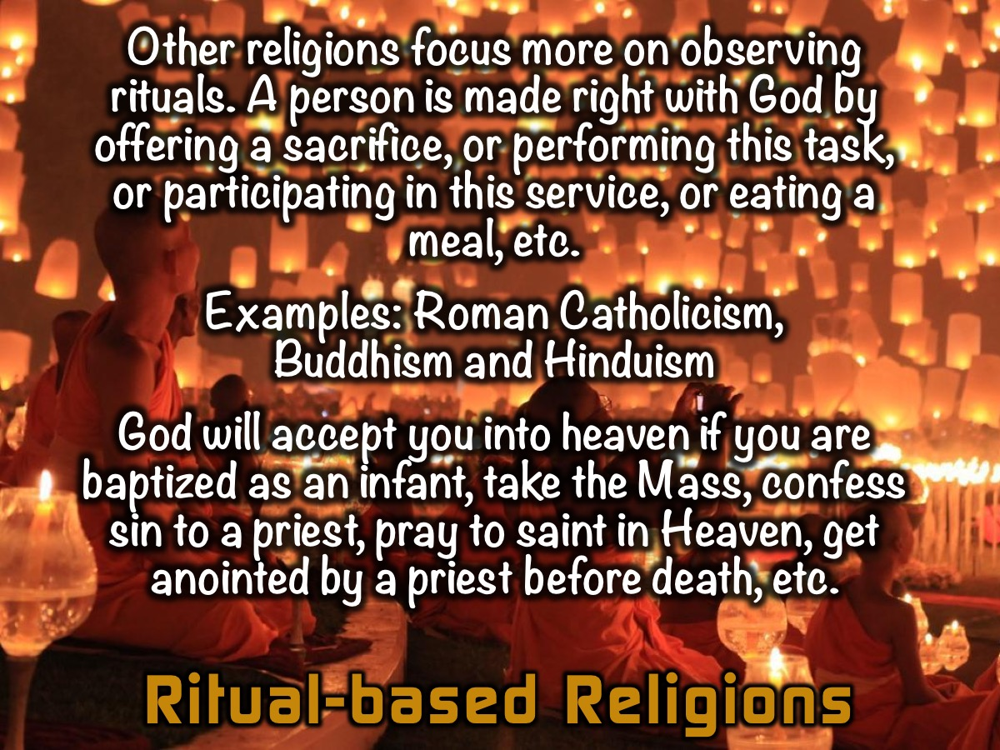 Other religions focus more on observing
rituals. A person is made right with God by
offering a sacrifice, or performing this task,
or participating in this service, or eating a
meal, etc.
Examples: Roman Catholicism,
Buddhism and Hinduism
God will accept you into heaven if you are
baptized as an infant, take the Mass, confess
sin to a priest, pray to saint in Heaven, get
anointed by a priest before death, etc.
Ritual-based Religions